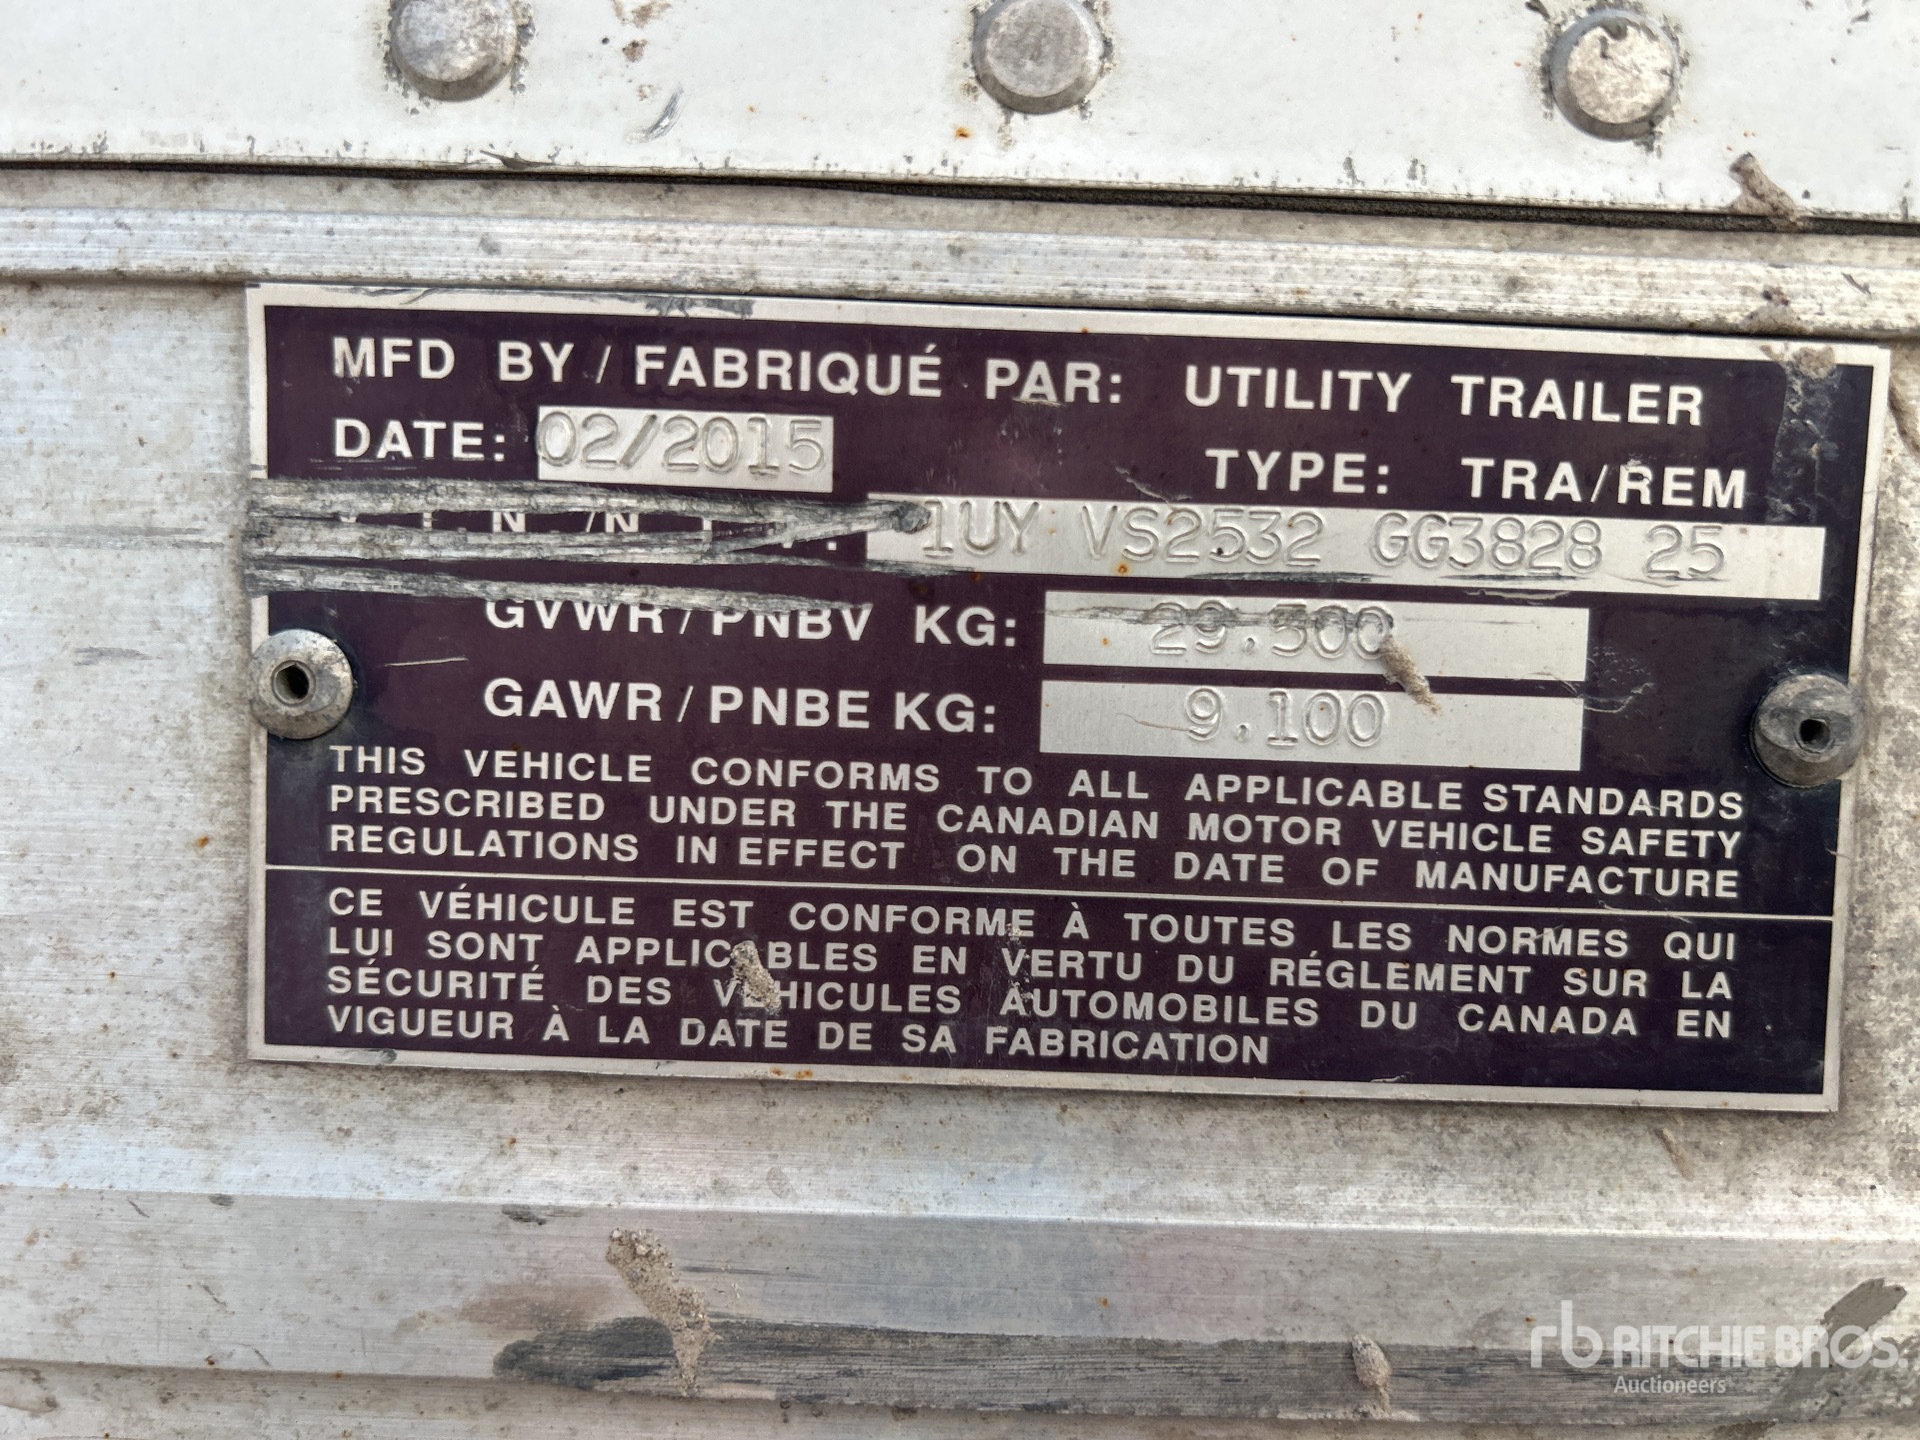 MFD BY / FABRIQUÉ PAR: UTILITY TRAILER
DATE: 02/2015 TYPE: TRA/REM
V.I.N./N.I.V.: 1UY VS2532 GG3828 25
GVWR / PNBV KG: 29.500
GAWR / PNBE KG: 9.100
THIS VEHICLE CONFORMS TO ALL APPLICABLE STANDARDS
PRESCRIBED UNDER THE CANADIAN MOTOR VEHICLE SAFETY
REGULATIONS IN EFFECT ON THE DATE OF MANUFACTURE
CE VÉHICULE EST CONFORME À TOUTES LES NORMES QUI
LUI SONT APPLICABLES EN VERTU DU RÉGLEMENT SUR LA
SÉCURITÉ DES VÉHICULES AUTOMOBILES DU CANADA EN
VIGUEUR À LA DATE DE SA FABRICATION
rb RITCHIE BROS.
Auctioneers